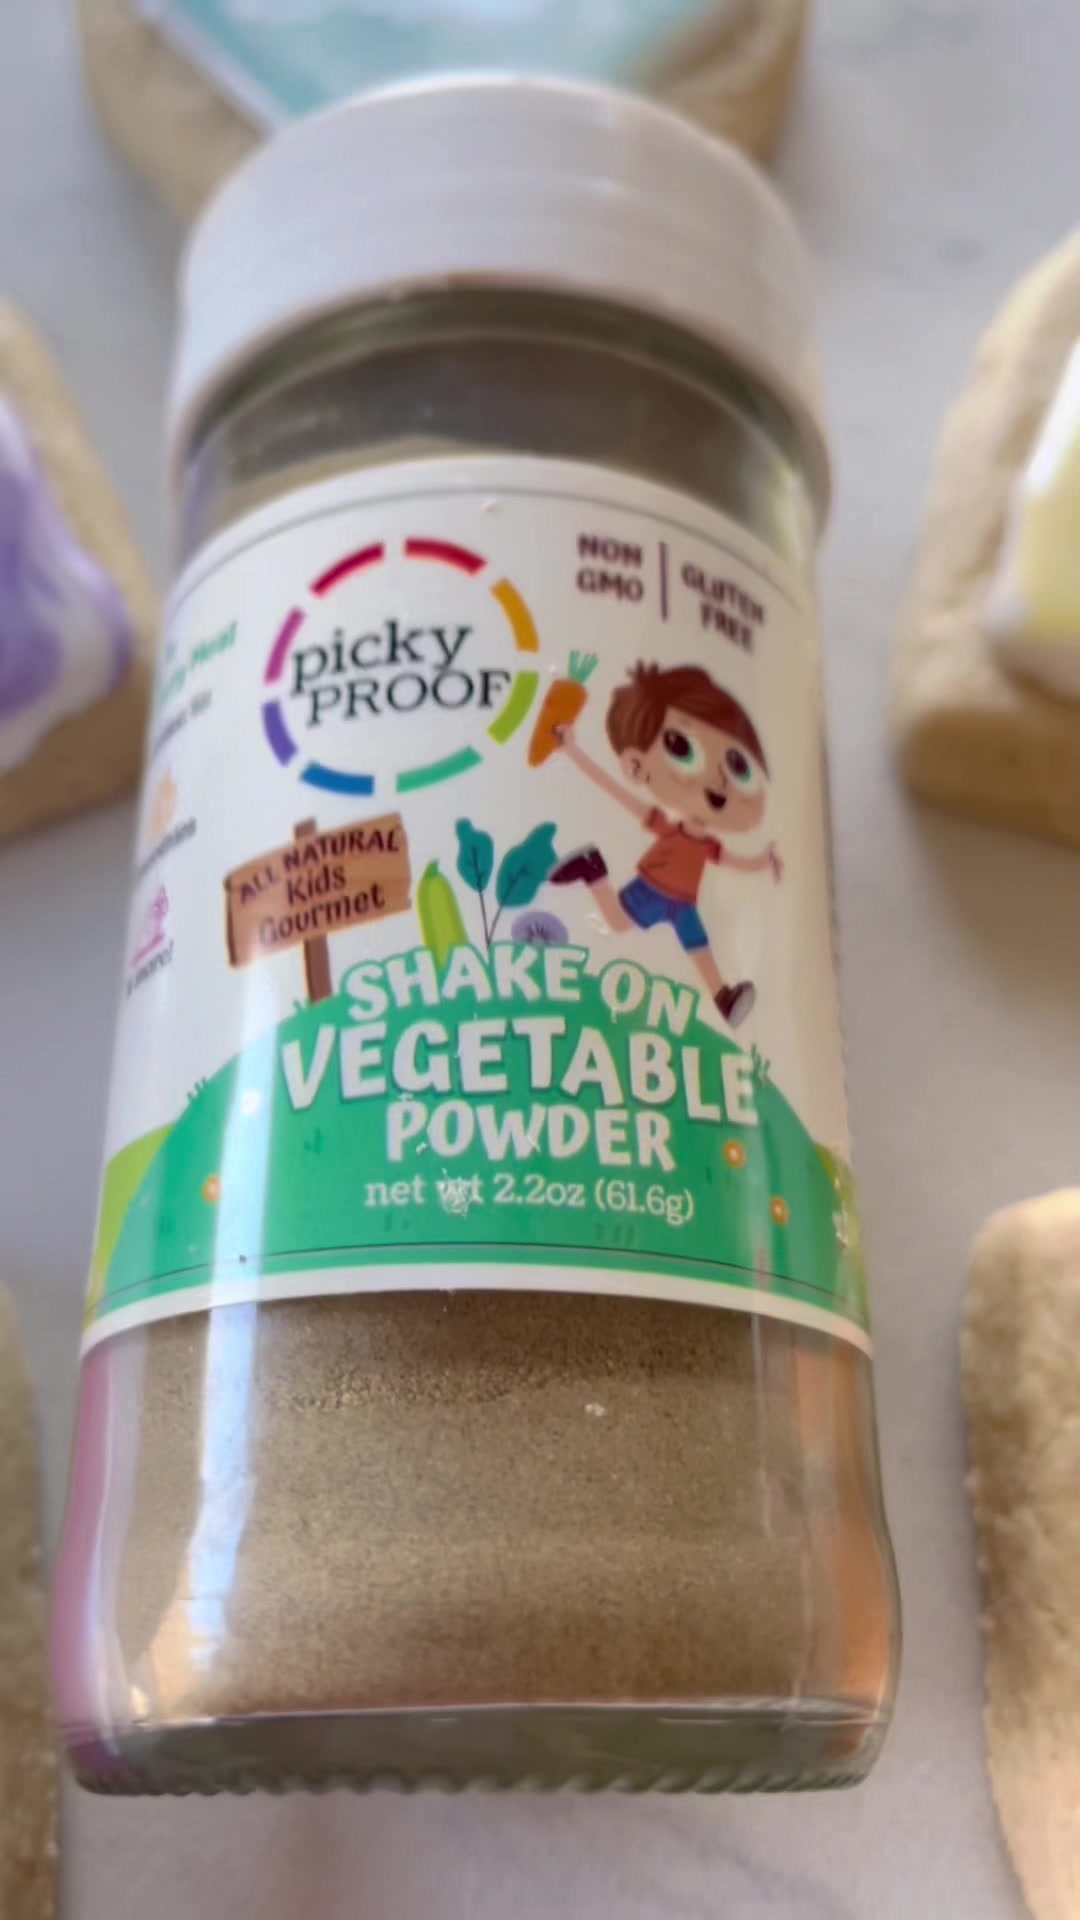 picky
PROOF
NON
GMO
GLUTEN
FREE
ALL NATURAL
Kids
Gourmet
SHAKE ON
VEGETABLE
POWDER
net wt 2.2oz (61.6g)